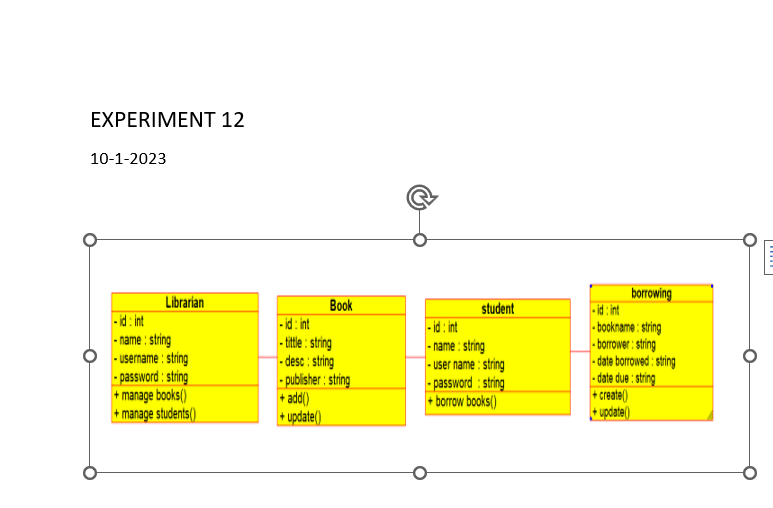 EXPERIMENT 12
10-1-2023
Librarian
- id : int
- name : string
- username : string
- password : string
+ manage books()
+ manage students()
Book
- id : int
- tittle : string
- desc : string
- publisher : string
+ add()
+ update()
student
- id : int
- name : string
- user name : string
- password : string
+ borrow books()
borrowing
- id : int
- bookname : string
- borrower : string
- date borrowed : string
- date due : string
+ create()
+ update()